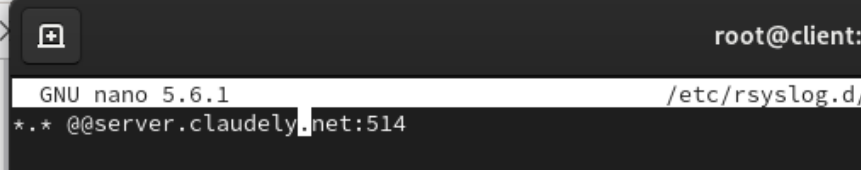 root@client:
GNU nano 5.6.1 /etc/rsyslog.d/
*.* @@server.claudely.net:514